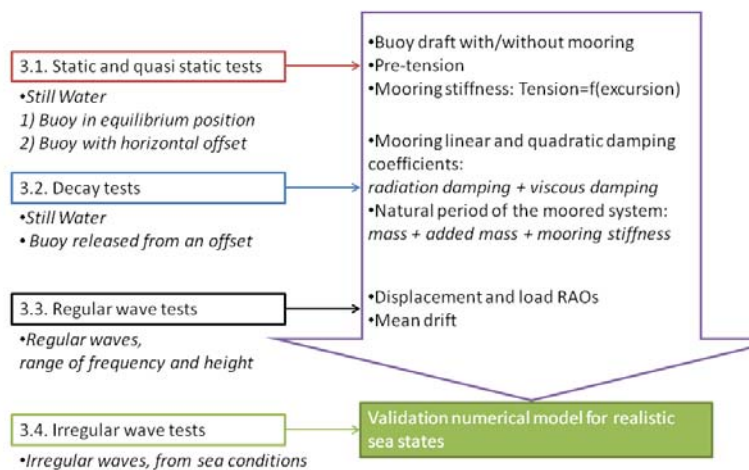 3.1. Static and quasi static tests
•Still Water
1) Buoy in equilibrium position
2) Buoy with horizontal offset
•Buoy draft with/without mooring
•Pre-tension
•Mooring stiffness: Tension=f(excursion)
3.2. Decay tests
•Still Water
• Buoy released from an offset
•Mooring linear and quadratic damping
coefficients:
radiation damping + viscous damping
•Natural period of the moored system:
mass + added mass + mooring stiffness
3.3. Regular wave tests
•Regular waves,
range of frequency and height
•Displacement and load RAOs
•Mean drift
3.4. Irregular wave tests
•Irregular waves, from sea conditions
Validation numerical model for realistic
sea states